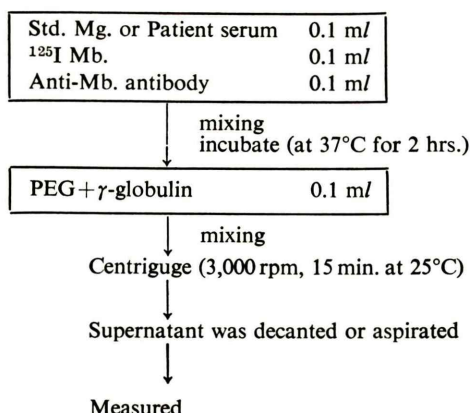 Std. Mg. or Patient serum 0.1 ml
¹²⁵I Mb. 0.1 ml
Anti-Mb. antibody 0.1 ml
mixing
incubate (at 37°C for 2 hrs.)
PEG+γ-globulin 0.1 ml
mixing
Centriguge (3,000 rpm, 15 min. at 25°C)
Supernatant was decanted or aspirated
Measured